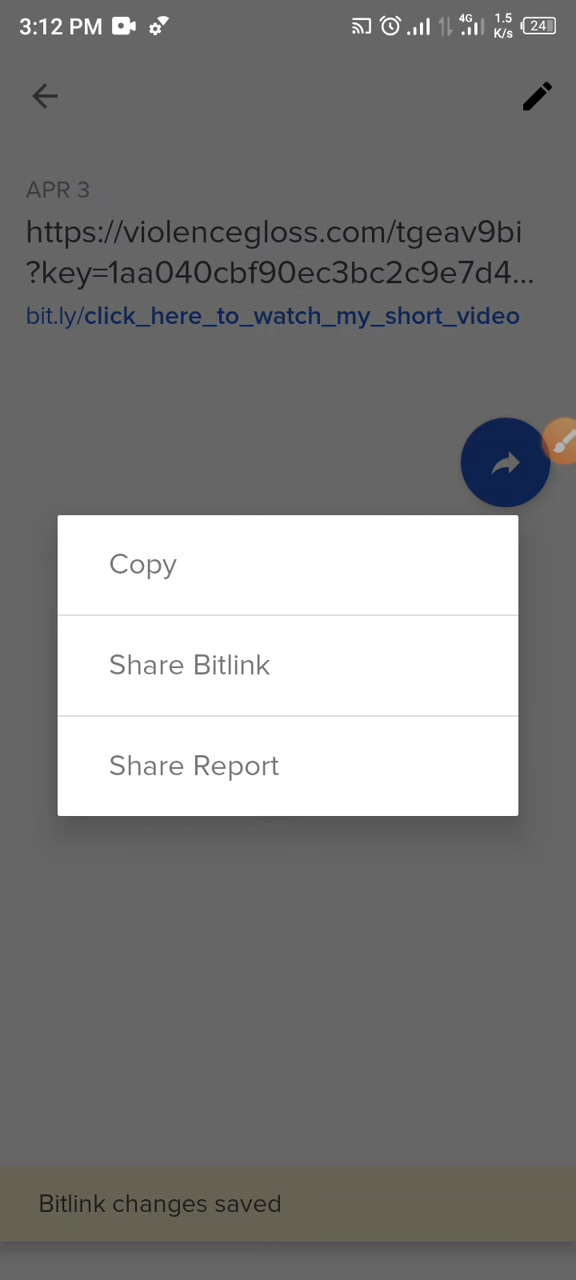 3:12 PM 4G 1.5 K/s 24
APR 3
https://violencegloss.com/tgeav9bi
?key=1aa040cbf90ec3bc2c9e7d4...
bit.ly/click_here_to_watch_my_short_video
Copy
Share Bitlink
Share Report
Bitlink changes saved